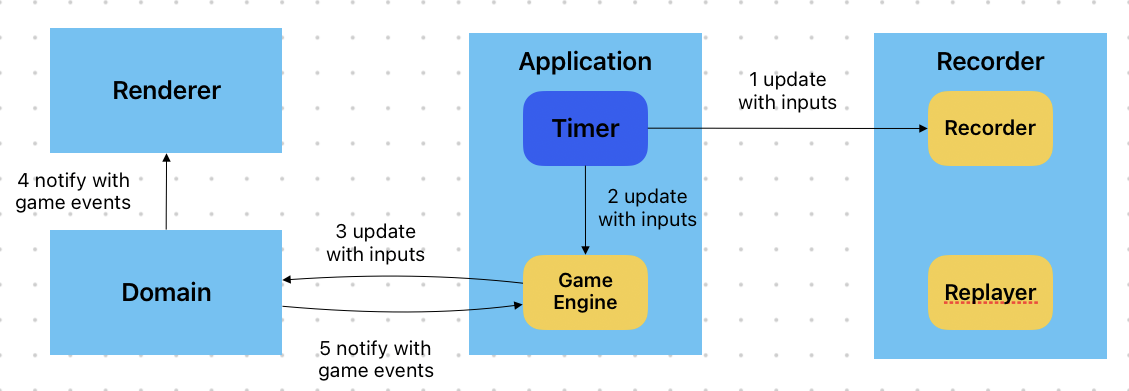 Renderer
4 notify with
game events
Domain
3 update
with inputs
5 notify with
game events
Application
Timer
2 update
with inputs
Game
Engine
1 update
with inputs
Recorder
Recorder
Replayer